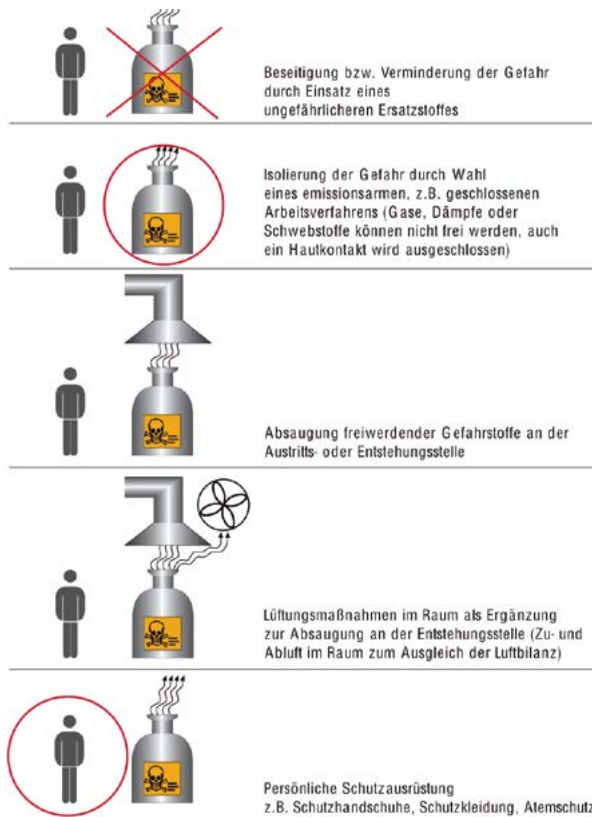 Beseitigung bzw. Verminderung der Gefahr
durch Einsatz eines
ungefährlicheren Ersatzstoffes
Isolierung der Gefahr durch Wahl
eines emissionsarmen, z.B. geschlossenen
Arbeitsverfahrens (Gase, Dämpfe oder
Schwebstoffe können nicht frei werden, auch
ein Hautkontakt wird ausgeschlossen)
Absaugung freiwerdender Gefahrstoffe an der
Austritts- oder Entstehungsstelle
Lüftungsmaßnahmen im Raum als Ergänzung
zur Absaugung an der Entstehungsstelle (Zu- und
Abluft im Raum zum Ausgleich der Luftbilanz)
Persönliche Schutzausrüstung
z.B. Schutzhandschuhe, Schutzkleidung, Atemschutz